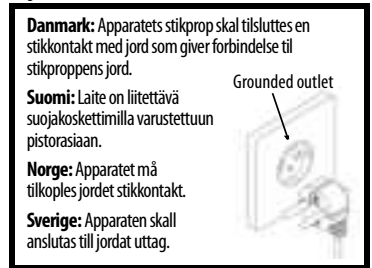 Danmark: Apparatets stikprop skal tilsluttes en
stikkontakt med jord som giver forbindelse til
stikproppens jord.
Grounded outlet
Suomi: Laite on liitettävä
suojakoskettimilla varustettuun
pistorasiaan.
Norge: Apparatet må
tilkoples jordet stikkontakt.
Sverige: Apparaten skall
anslutas till jordat uttag.